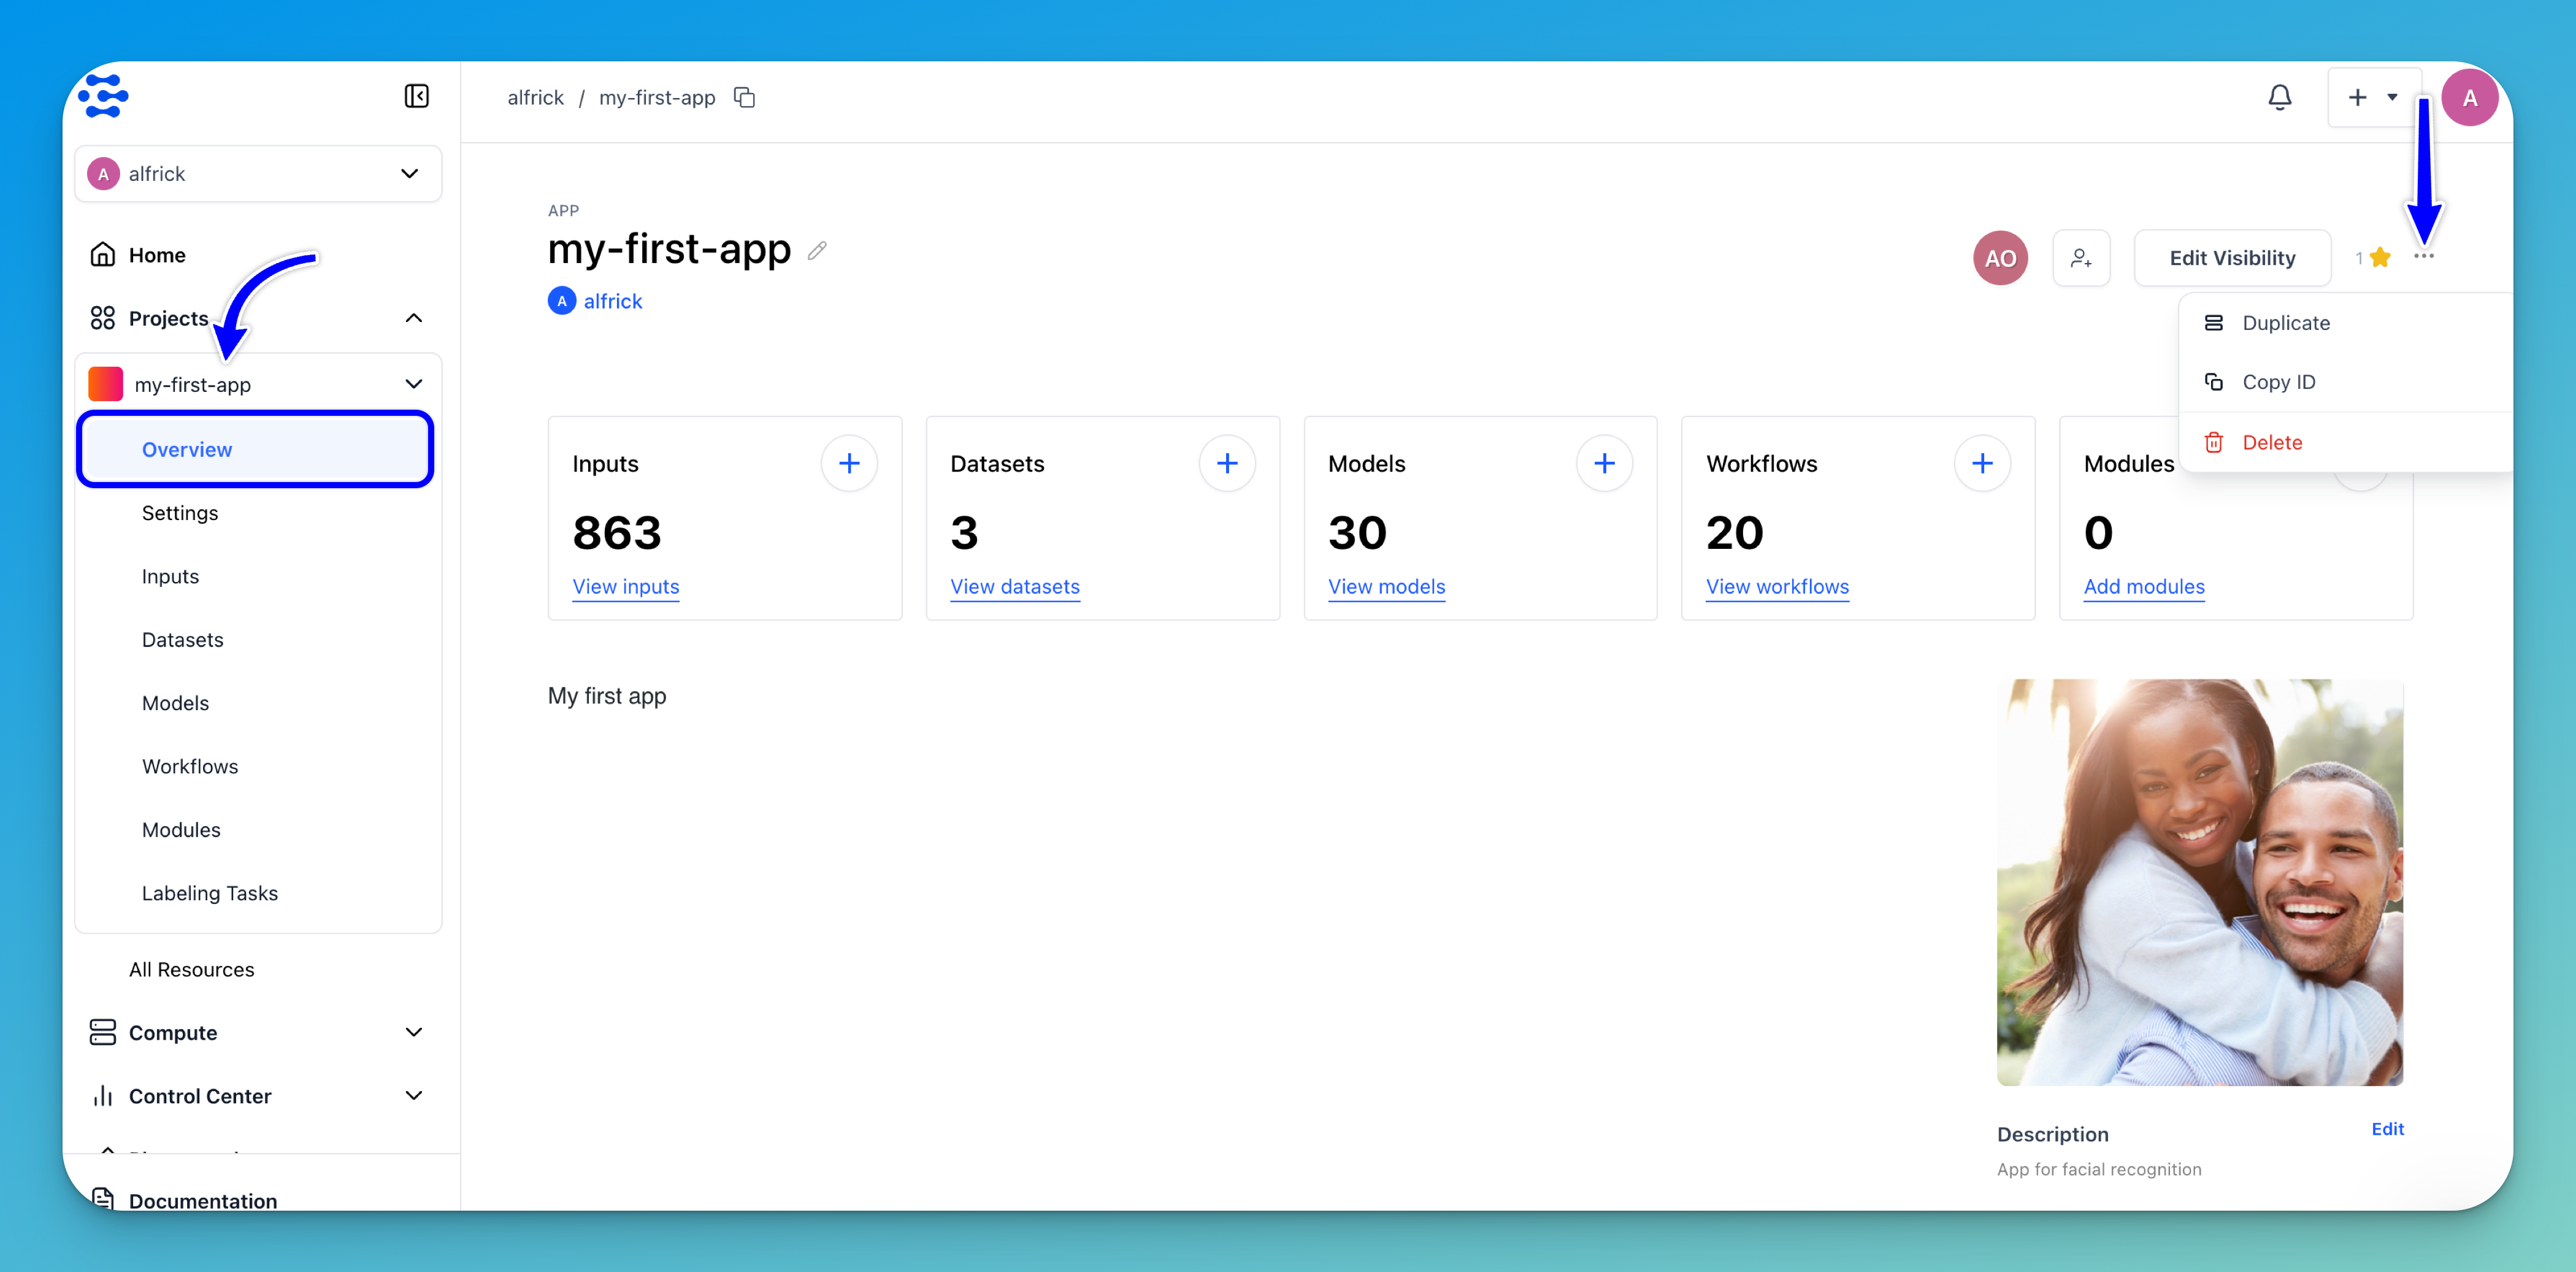 alfrick / my-first-app
A
A alfrick
Home
Projects
my-first-app
Overview
Settings
Inputs
Datasets
Models
Workflows
Modules
Labeling Tasks
All Resources
Compute
Control Center
Documentation
APP
my-first-app
A alfrick
AO
Edit Visibility
1
Duplicate
Copy ID
Delete
Inputs
863
View inputs
Datasets
3
View datasets
Models
30
View models
Workflows
20
View workflows
Modules
0
Add modules
My first app
Description
Edit
App for facial recognition